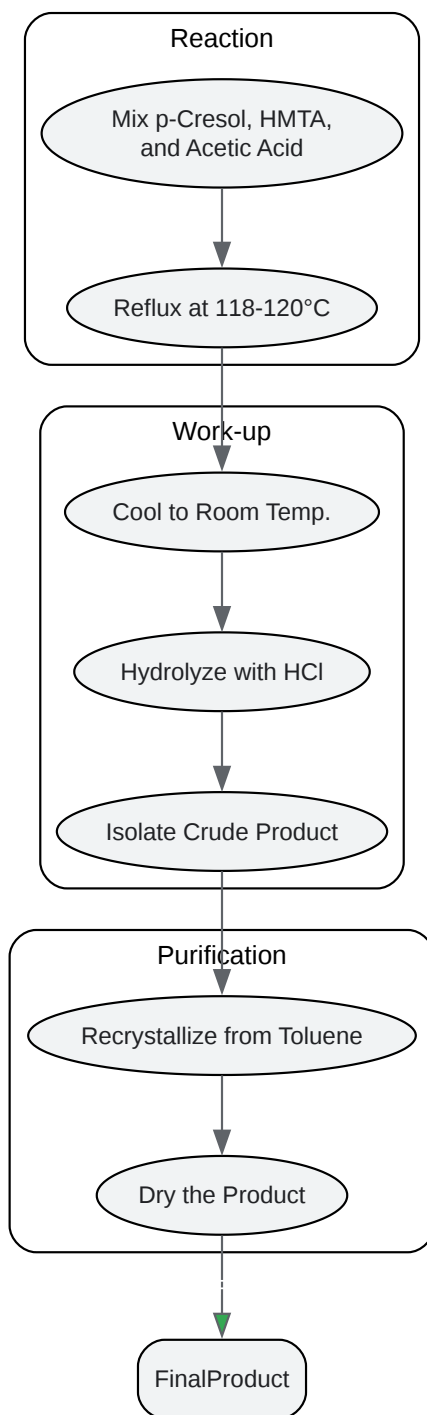 Reaction
Mix p-Cresol, HMTA,
and Acetic Acid
Reflux at 118-120°C
Work-up
Cool to Room Temp.
Hydrolyze with HCl
Isolate Crude Product
Purification
Recrystallize from Toluene
Dry the Product
FinalProduct